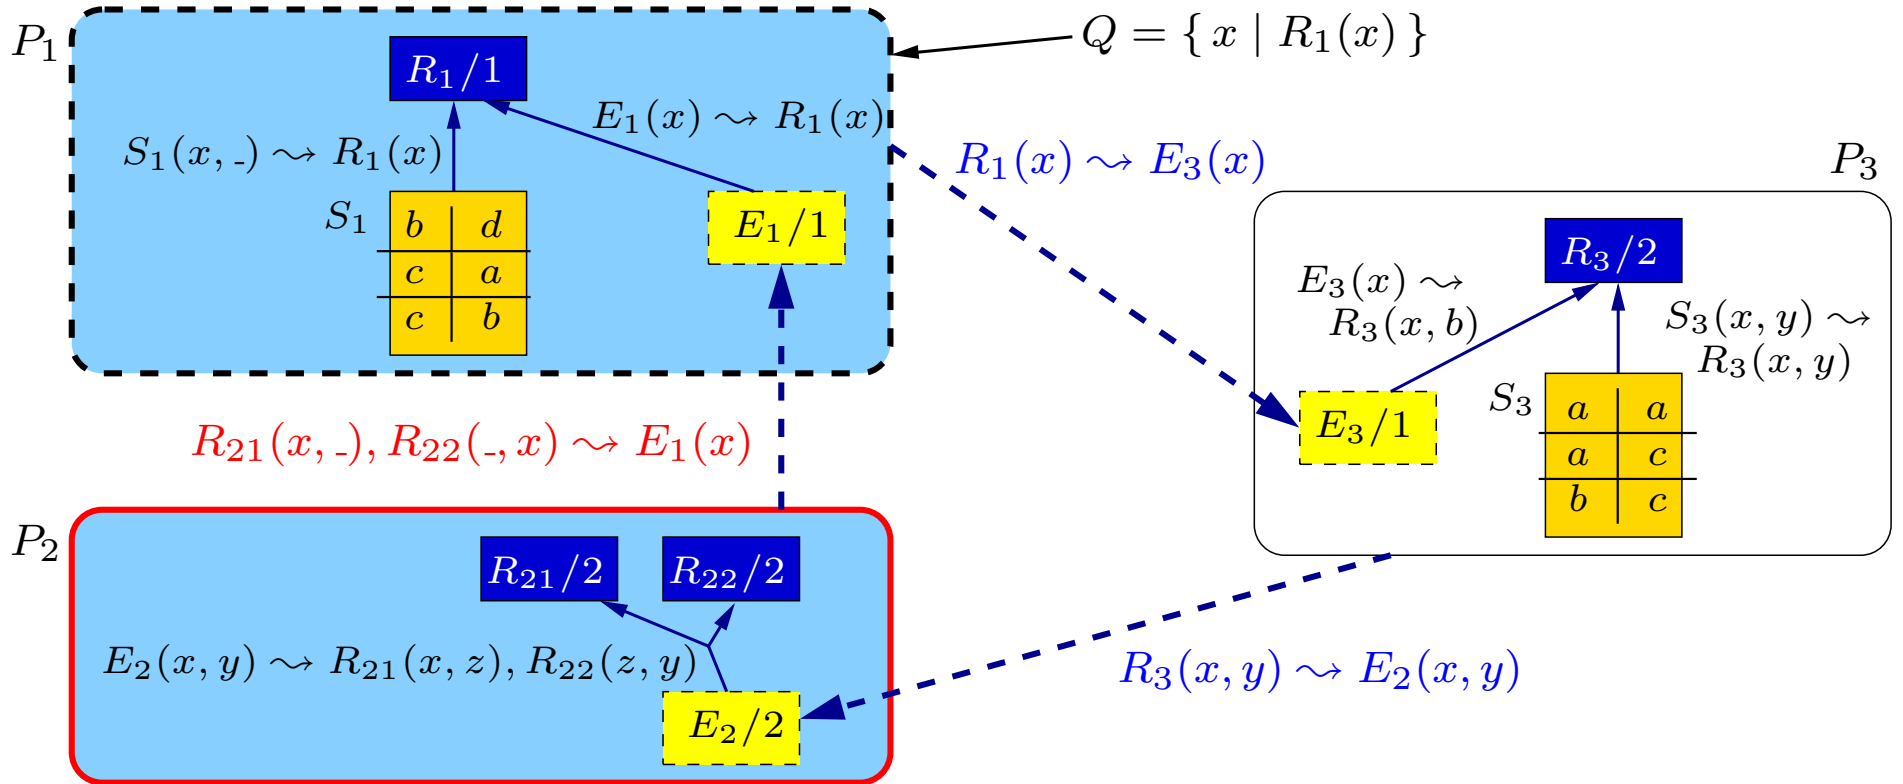 P₁
Q = { x | R₁(x) }
R₁/1
E₁(x) ⤳ R₁(x)
S₁(x, _) ⤳ R₁(x)
R₁(x) ⤳ E₃(x)
P₃
S₁
b d
c a
c b
E₁/1
R₃/2
E₃(x) ⤳
R₃(x, b)
S₃(x, y) ⤳
R₃(x, y)
E₃/1
S₃
a a
a c
b c
R₂₁(x, _), R₂₂(_, x) ⤳ E₁(x)
P₂
R₂₁/2
R₂₂/2
E₂(x, y) ⤳ R₂₁(x, z), R₂₂(z, y)
E₂/2
R₃(x, y) ⤳ E₂(x, y)